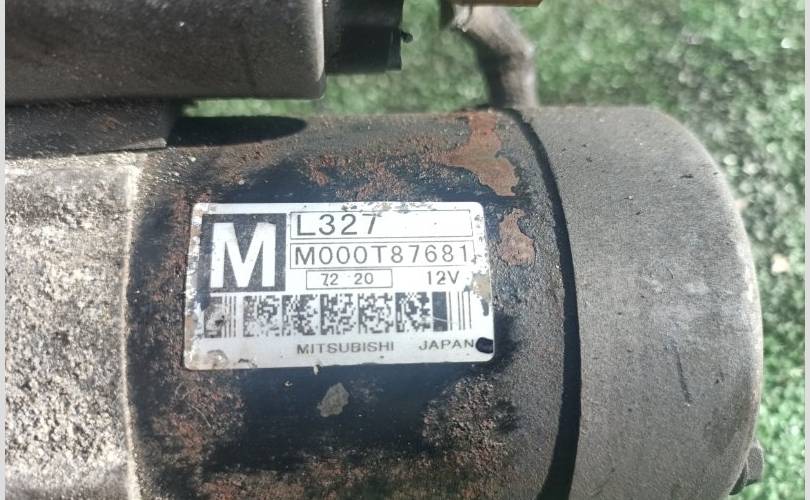 M
L327
M000T87681
72 20 12V
MITSUBISHI JAPAN